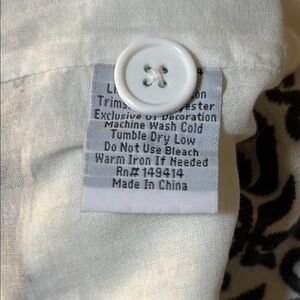 Exclusive Of Decoration
Machine Wash Cold
Tumble Dry Low
Do Not Use Bleach
Warm Iron If Needed
Rn# 149414
Made In China